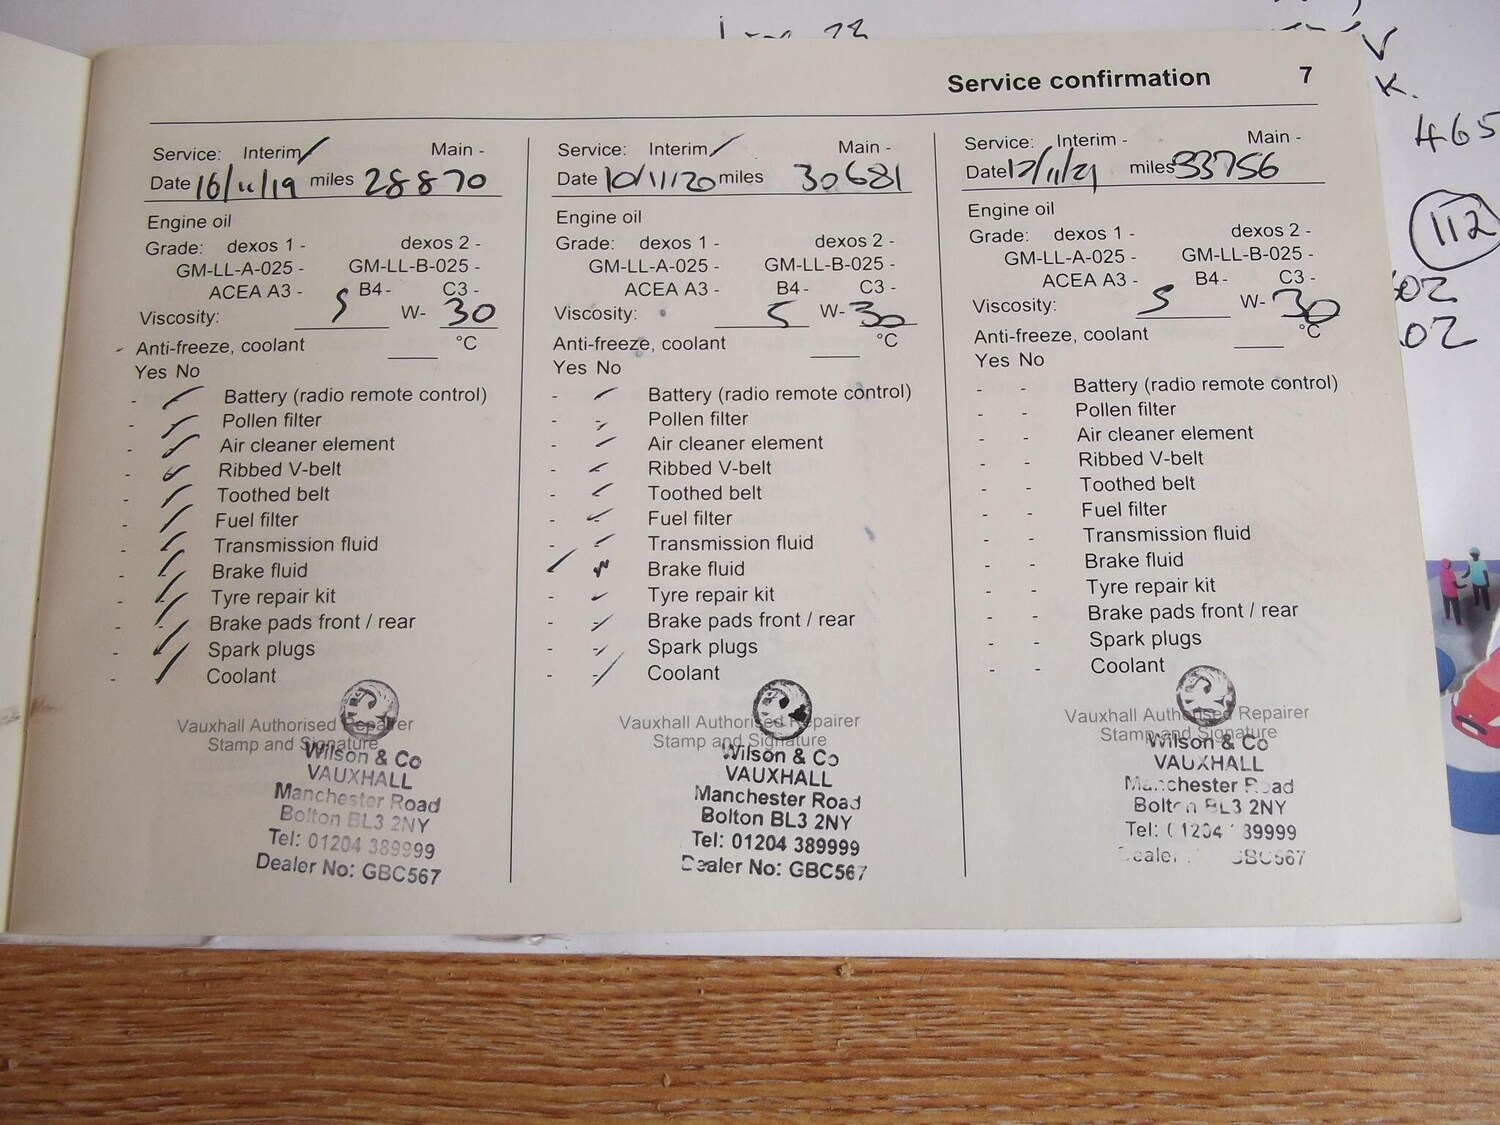 Service confirmation 7
Service: Interim/ Main -
Date 16/11/19 miles 28870
Engine oil
Grade: dexos 1 - dexos 2 -
GM-LL-A-025 - GM-LL-B-025 -
ACEA A3 - B4 - C3 -
Viscosity: 5 W- 30
Anti-freeze, coolant °C
Yes No
Battery (radio remote control)
Pollen filter
Air cleaner element
Ribbed V-belt
Toothed belt
Fuel filter
Transmission fluid
Brake fluid
Tyre repair kit
Brake pads front / rear
Spark plugs
Coolant
Vauxhall Authorised Repairer
Stamp and Signature
Wilson & Co
VAUXHALL
Manchester Road
Bolton BL3 2NY
Tel: 01204 389999
Dealer No: GBC567
Service: Interim/ Main -
Date 10/11/20 miles 30681
Engine oil
Grade: dexos 1 - dexos 2 -
GM-LL-A-025 - GM-LL-B-025 -
ACEA A3 - B4 - C3 -
Viscosity: 5 W- 30
Anti-freeze, coolant °C
Yes No
Battery (radio remote control)
Pollen filter
Air cleaner element
Ribbed V-belt
Toothed belt
Fuel filter
Transmission fluid
Brake fluid
Tyre repair kit
Brake pads front / rear
Spark plugs
Coolant
Vauxhall Authorised Repairer
Stamp and Signature
Wilson & Co
VAUXHALL
Manchester Road
Bolton BL3 2NY
Tel: 01204 389999
Dealer No: GBC567
Service: Interim - Main -
Date 12/11/21 miles 33756
Engine oil
Grade: dexos 1 - dexos 2 -
GM-LL-A-025 - GM-LL-B-025 -
ACEA A3 - B4 - C3 -
Viscosity: 5 W- 30
Anti-freeze, coolant °C
Yes No
Battery (radio remote control)
Pollen filter
Air cleaner element
Ribbed V-belt
Toothed belt
Fuel filter
Transmission fluid
Brake fluid
Tyre repair kit
Brake pads front / rear
Spark plugs
Coolant
Vauxhall Authorised Repairer
Stamp and Signature
Wilson & Co
VAUXHALL
Manchester Road
Bolton BL3 2NY
Tel: 01204 389999
Dealer GBC567
K.
465
112